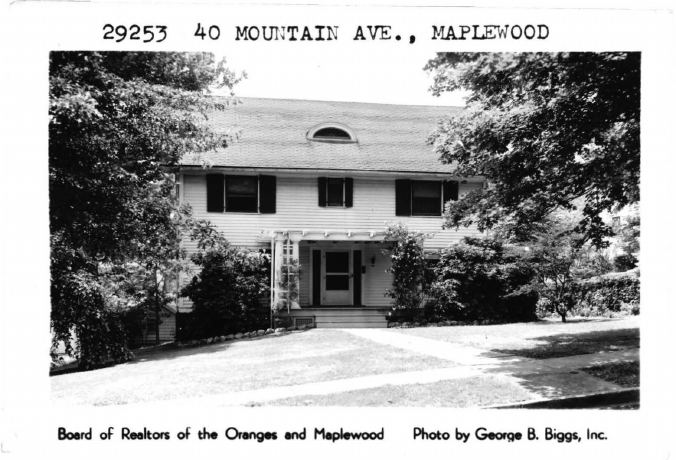 29253 40 MOUNTAIN AVE., MAPLEWOOD
Board of Realtors of the Oranges and Maplewood Photo by George B. Biggs, Inc.